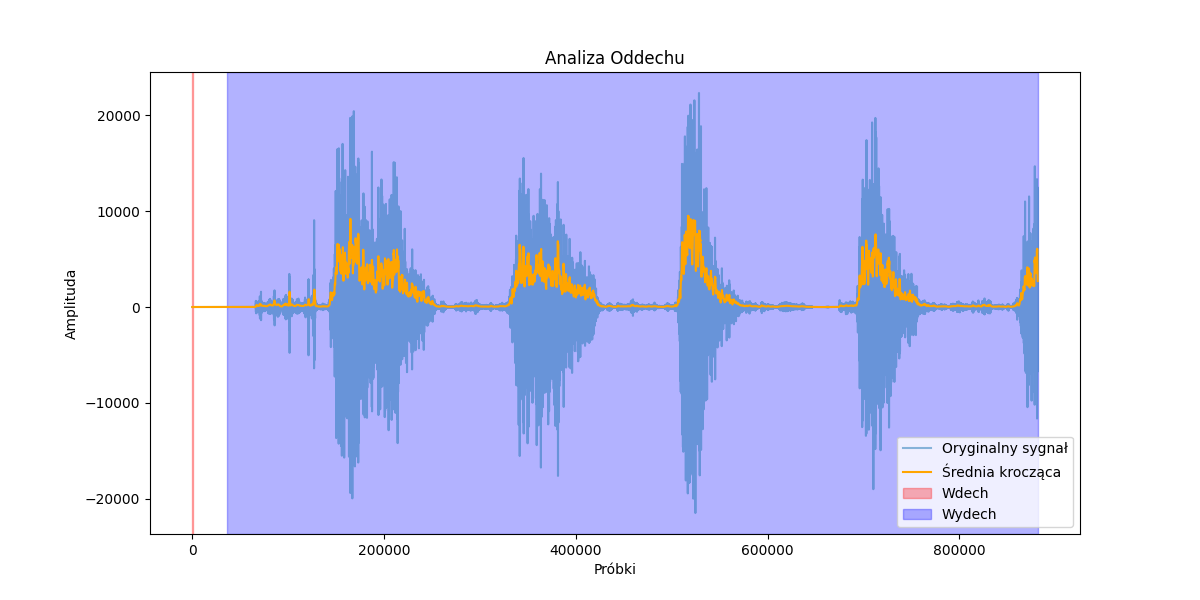 Analiza Oddechu
Amplituda
20000
10000
0
−10000
−20000
0 200000 400000 600000 800000
Próbki
Oryginalny sygnał
Średnia krocząca
Wdech
Wydech